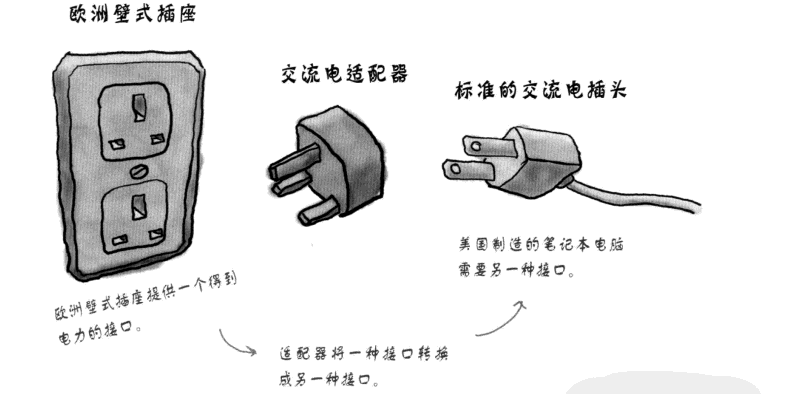 欧洲壁式插座
交流电适配器
标准的交流电插头
欧洲壁式插座提供一个得到
电力的接口。
适配器将一种接口转换
成另一种接口。
美国制造的笔记本电脑
需要另一种接口。